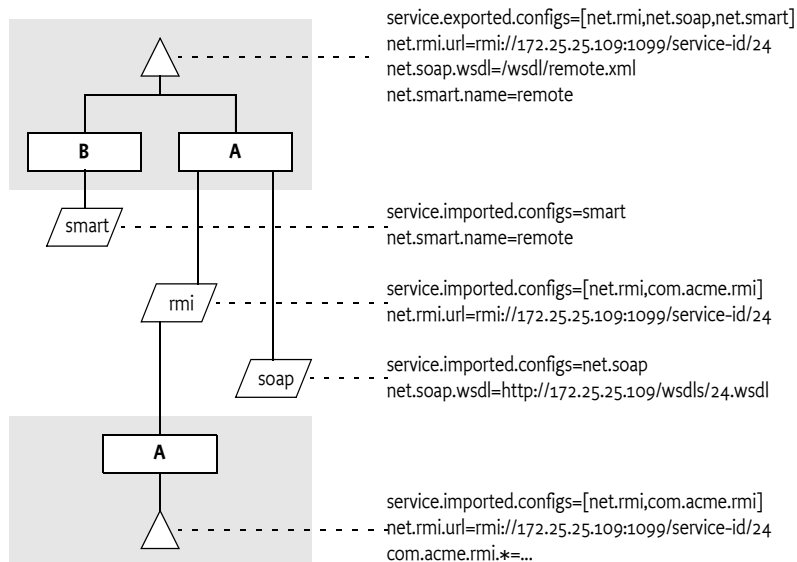 service.exported.configs=[net.rmi,net.soap,net.smart]
net.rmi.url=rmi://172.25.25.109:1099/service-id/24
net.soap.wsdl=/wsdl/remote.xml
net.smart.name=remote
B
A
smart
service.imported.configs=smart
net.smart.name=remote
rmi
service.imported.configs=[net.rmi,com.acme.rmi]
net.rmi.url=rmi://172.25.25.109:1099/service-id/24
soap
service.imported.configs=net.soap
net.soap.wsdl=http://172.25.25.109/wsdls/24.wsdl
A
service.imported.configs=[net.rmi,com.acme.rmi]
net.rmi.url=rmi://172.25.25.109:1099/service-id/24
com.acme.rmi.*=...